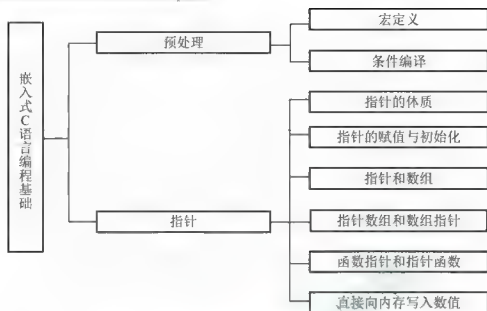 嵌入式C语言编程基础
预处理
宏定义
条件编译
指针
指针的体质
指针的赋值与初始化
指针和数组
指针数组和数组指针
函数指针和指针函数
直接向内存写入数值